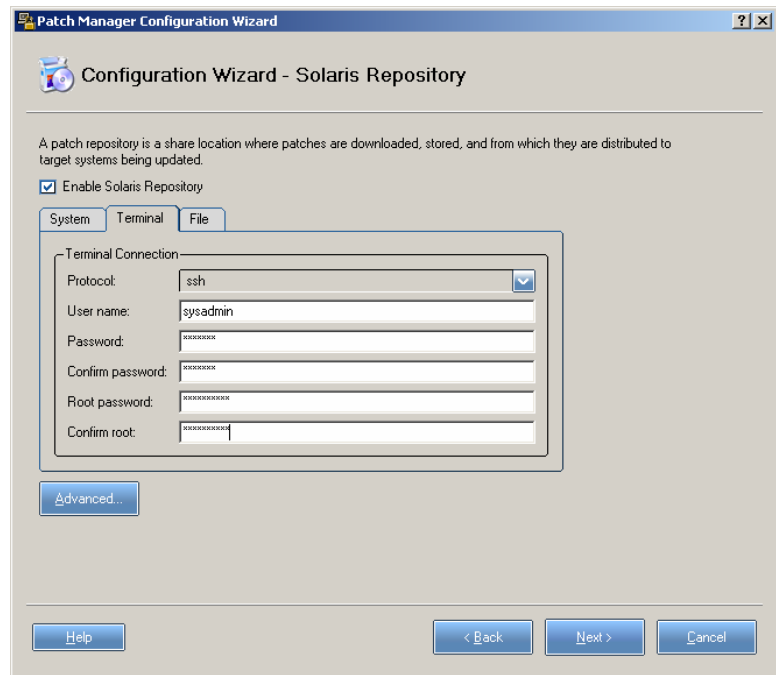 Patch Manager Configuration Wizard
Configuration Wizard - Solaris Repository
A patch repository is a share location where patches are downloaded, stored, and from which they are distributed to
target systems being updated.
Enable Solaris Repository
System Terminal File
Terminal Connection
Protocol: ssh
User name: sysadmin
Password: *******
Confirm password: *******
Root password: **********
Confirm root: **********
Advanced...
Help < Back Next > Cancel